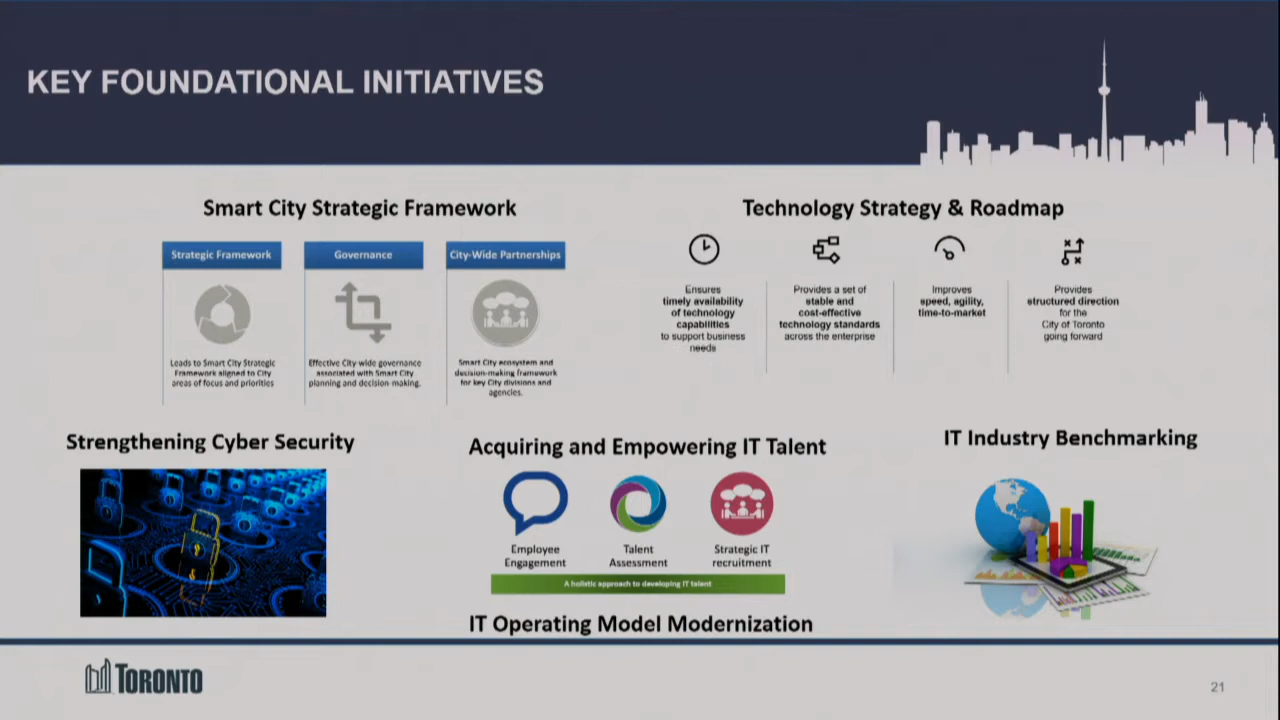 KEY FOUNDATIONAL INITIATIVES
Smart City Strategic Framework
Strategic Framework
Governance
City-Wide Partnerships
Leads to Smart City Strategic
Framework aligned to City
areas of focus and priorities
Effective City wide governance
associated with Smart City
planning and decision-making.
Smart City ecosystem and
decision-making framework
for key City divisions and
agencies.
Technology Strategy & Roadmap
Ensures
timely availability
of technology
capabilities
to support business
needs
Provides a set of
stable and
cost-effective
technology standards
across the enterprise
Improves
speed, agility,
time-to-market
Provides
structured direction
for the
City of Toronto
going forward
Strengthening Cyber Security
Acquiring and Empowering IT Talent
Employee
Engagement
Talent
Assessment
Strategic IT
recruitment
A holistic approach to developing IT talent
IT Operating Model Modernization
IT Industry Benchmarking
TORONTO
21